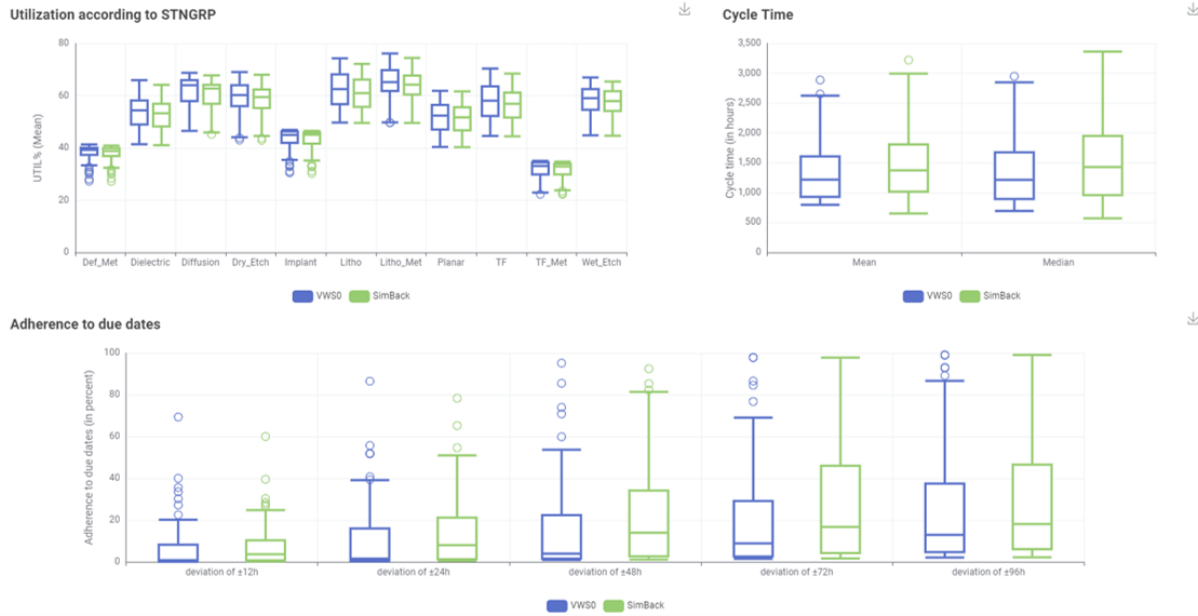 Utilization according to STNGRP
UTIL% (Mean)
80
60
40
20
0
Def_Met Dielectric Diffusion Dry_Etch Implant Litho Litho_Met Planar TF TF_Met Wet_Etch
VWS0 SimBack
Cycle Time
Cycle time (in hours)
3,500
3,000
2,500
2,000
1,500
1,000
500
0
Mean Median
VWS0 SimBack
Adherence to due dates
Adherence to due dates (in percent)
100
80
60
40
20
0
deviation of ±12h deviation of ±24h deviation of ±48h deviation of ±72h deviation of ±96h
VWS0 SimBack